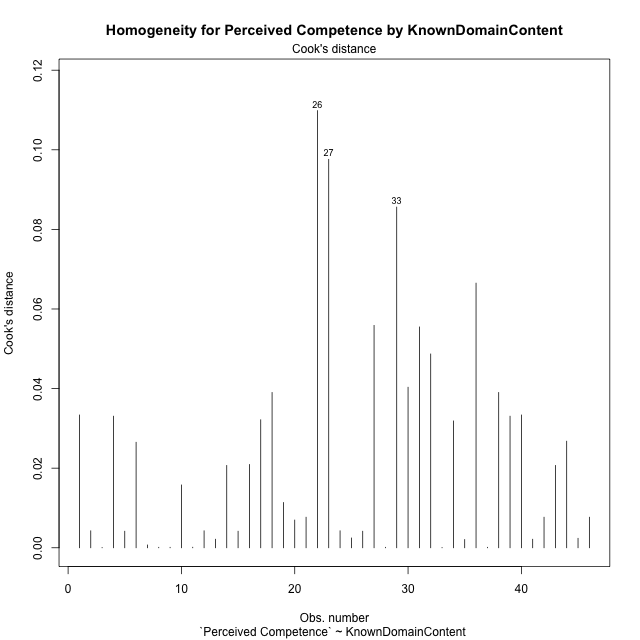 Homogeneity for Perceived Competence by KnownDomainContent
Cook's distance
0.12
0.10
0.08
0.06
0.04
0.02
0.00
Cook's distance
26
27
33
0 10 20 30 40
Obs. number
`Perceived Competence` ~ KnownDomainContent